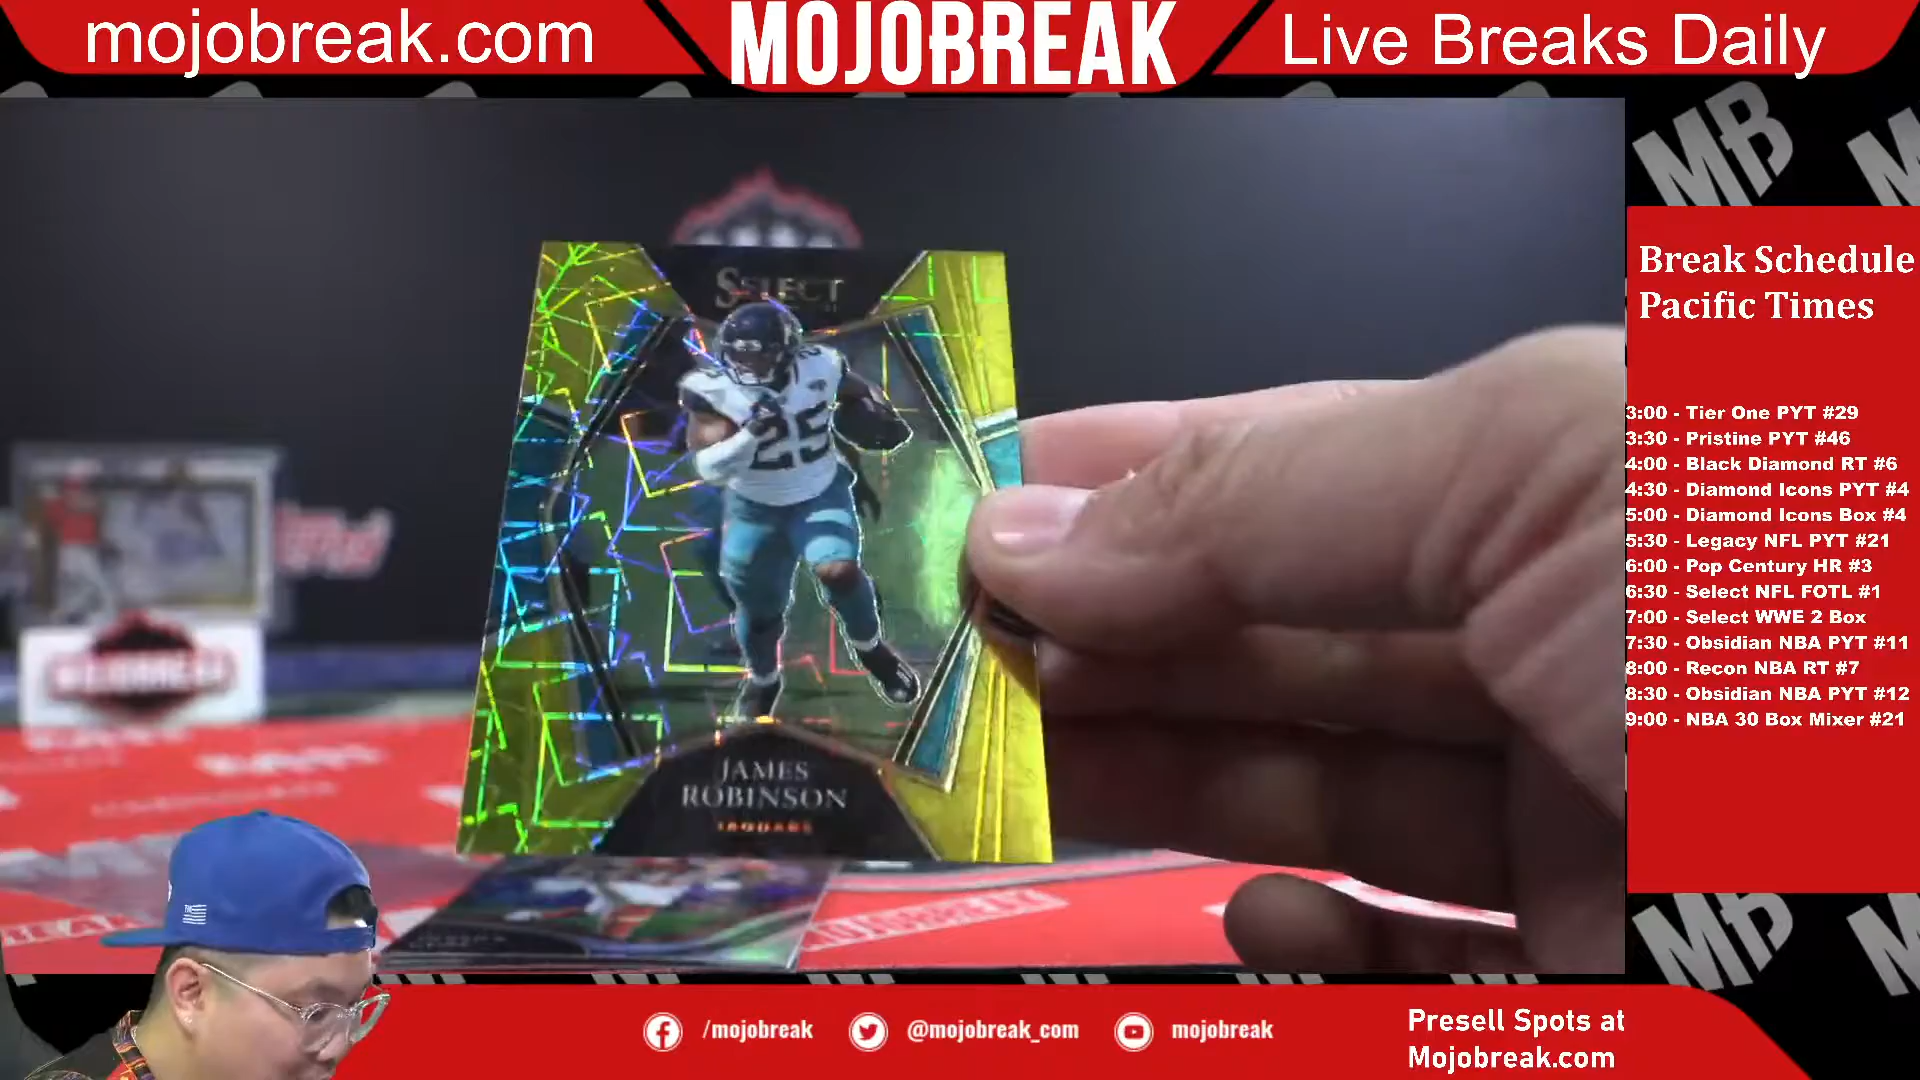 mojobreak.com
MOJOBREAK
Live Breaks Daily
SELECT
25
JAMES
ROBINSON
JAGUARS
Break Schedule
Pacific Times
3:00 - Tier One PYT #29
3:30 - Pristine PYT #46
4:00 - Black Diamond RT #6
4:30 - Diamond Icons PYT #4
5:00 - Diamond Icons Box #4
5:30 - Legacy NFL PYT #21
6:00 - Pop Century HR #3
6:30 - Select NFL FOTL #1
7:00 - Select WWE 2 Box
7:30 - Obsidian NBA PYT #11
8:00 - Recon NBA RT #7
8:30 - Obsidian NBA PYT #12
9:00 - NBA 30 Box Mixer #21
MB
MB
/mojobreak
@mojobreak_com
mojobreak
Presell Spots at
Mojobreak.com